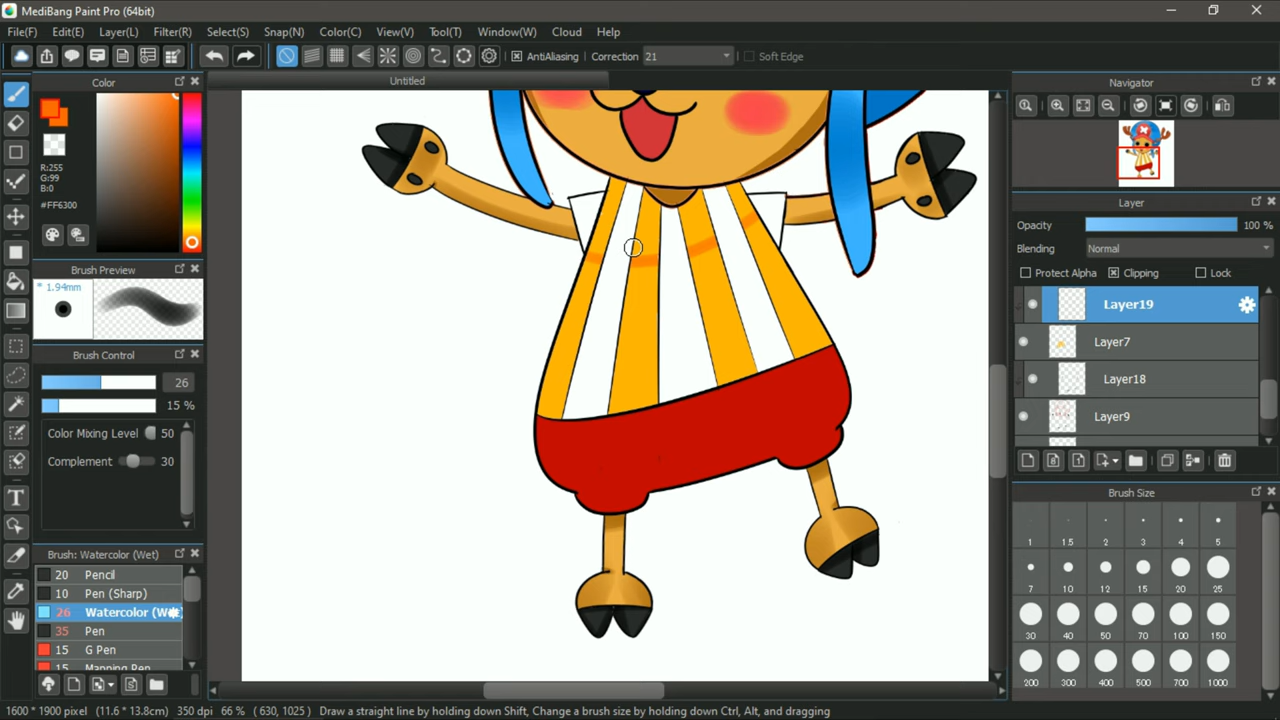 MediBang Paint Pro (64bit)
File(F) Edit(E) Layer(L) Filter(R) Select(S) Snap(N) Color(C) View(V) Tool(T) Window(W) Cloud Help
AntiAliasing Correction 21 Soft Edge
Color
Untitled
Navigator
R:255
G:99
B:0
#FF6300
Layer
Opacity 100 %
Blending Normal
Brush Preview
Protect Alpha Clipping Lock
* 1.94mm
Layer19
Layer7
Brush Control
26
Layer18
15 %
Layer9
Color Mixing Level 50
Complement 30
Brush Size
1 1.5 2 3 4 5
Brush: Watercolor (Wet)
20 Pencil
7 10 12 15 20 25
10 Pen (Sharp)
26 Watercolor (We
35 Pen
30 40 50 70 100 150
15 G Pen
15 Mapping Pen
200 300 400 500 700 1000
1600 * 1900 pixel (11.6 * 13.8cm) 350 dpi 66 % ( 630, 1025 ) Draw a straight line by holding down Shift, Change a brush size by holding down Ctrl, Alt, and dragging